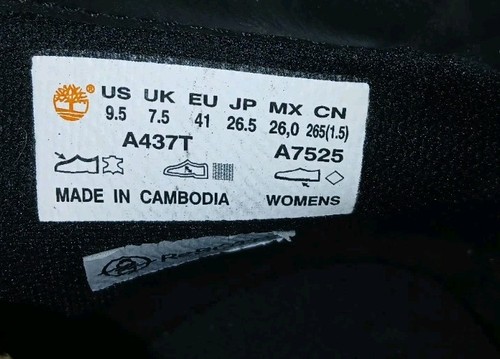 US UK EU JP MX CN
9.5 7.5 41 26.5 26,0 265(1.5)
A437T A7525
MADE IN CAMBODIA WOMENS